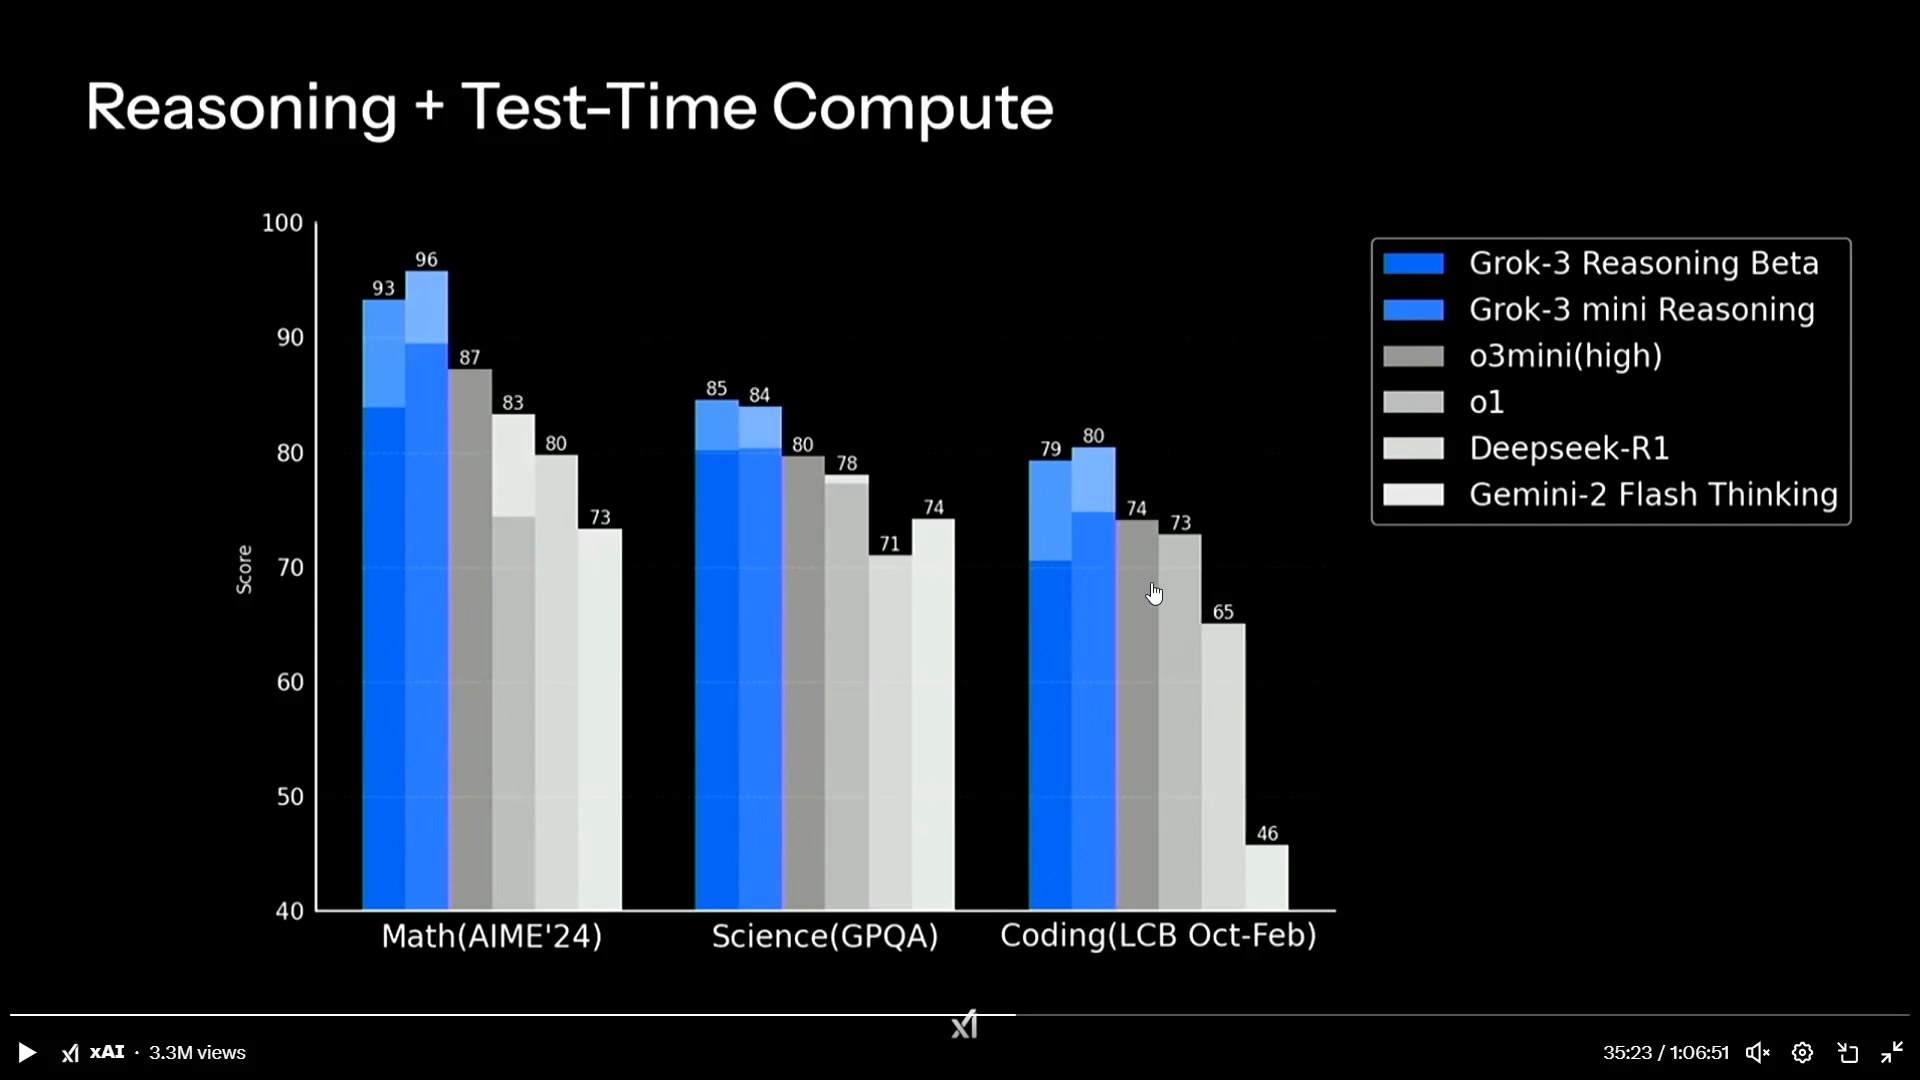 Reasoning + Test-Time Compute
100
90
80
70
60
50
40
Score
93
96
87
83
80
73
85
84
80
78
71
74
79
80
74
73
65
46
Math(AIME'24)
Science(GPQA)
Coding(LCB Oct-Feb)
Grok-3 Reasoning Beta
Grok-3 mini Reasoning
o3mini(high)
o1
Deepseek-R1
Gemini-2 Flash Thinking
xAI · 3.3M views
35:23 / 1:06:51